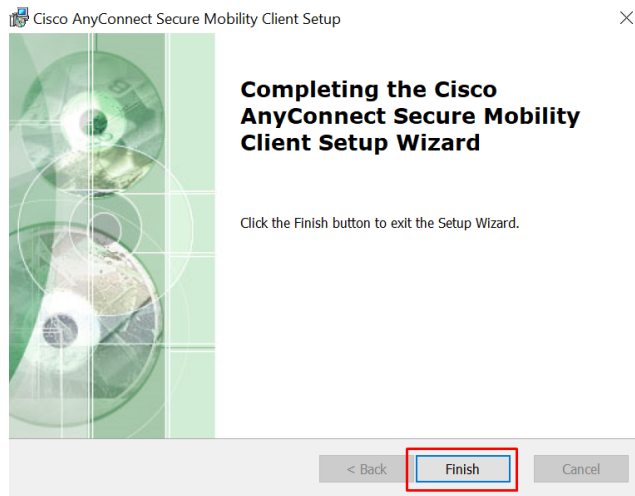 Cisco AnyConnect Secure Mobility Client Setup
Completing the Cisco
AnyConnect Secure Mobility
Client Setup Wizard
Click the Finish button to exit the Setup Wizard.
< Back
Finish
Cancel